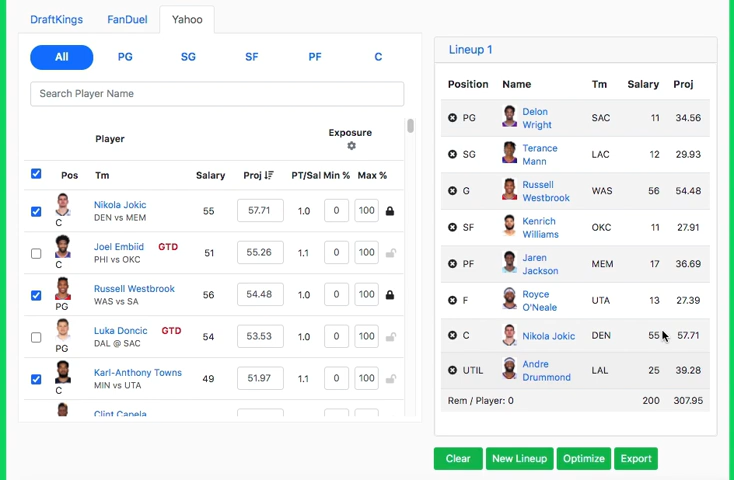 DraftKings FanDuel Yahoo
All PG SG SF PF C
Search Player Name
Player Exposure
Pos Tm Salary Proj PT/Sal Min % Max %
Nikola Jokic
DEN vs MEM
C
55 57.71 1.0 0 100
Joel Embiid GTD
PHI vs OKC
C
51 55.26 1.1 0 100
Russell Westbrook
WAS vs SA
PG
56 54.48 1.0 0 100
Luka Doncic GTD
DAL @ SAC
PG
54 53.53 1.0 0 100
Karl-Anthony Towns
MIN vs UTA
C
49 51.97 1.1 0 100
Clint Capela
Lineup 1
Position Name Tm Salary Proj
PG Delon Wright SAC 11 34.56
SG Terance Mann LAC 12 29.93
G Russell Westbrook WAS 56 54.48
SF Kenrich Williams OKC 11 27.91
PF Jaren Jackson MEM 17 36.69
F Royce O'Neale UTA 13 27.39
C Nikola Jokic DEN 55 57.71
UTIL Andre Drummond LAL 25 39.28
Rem / Player: 0 200 307.95
Clear New Lineup Optimize Export